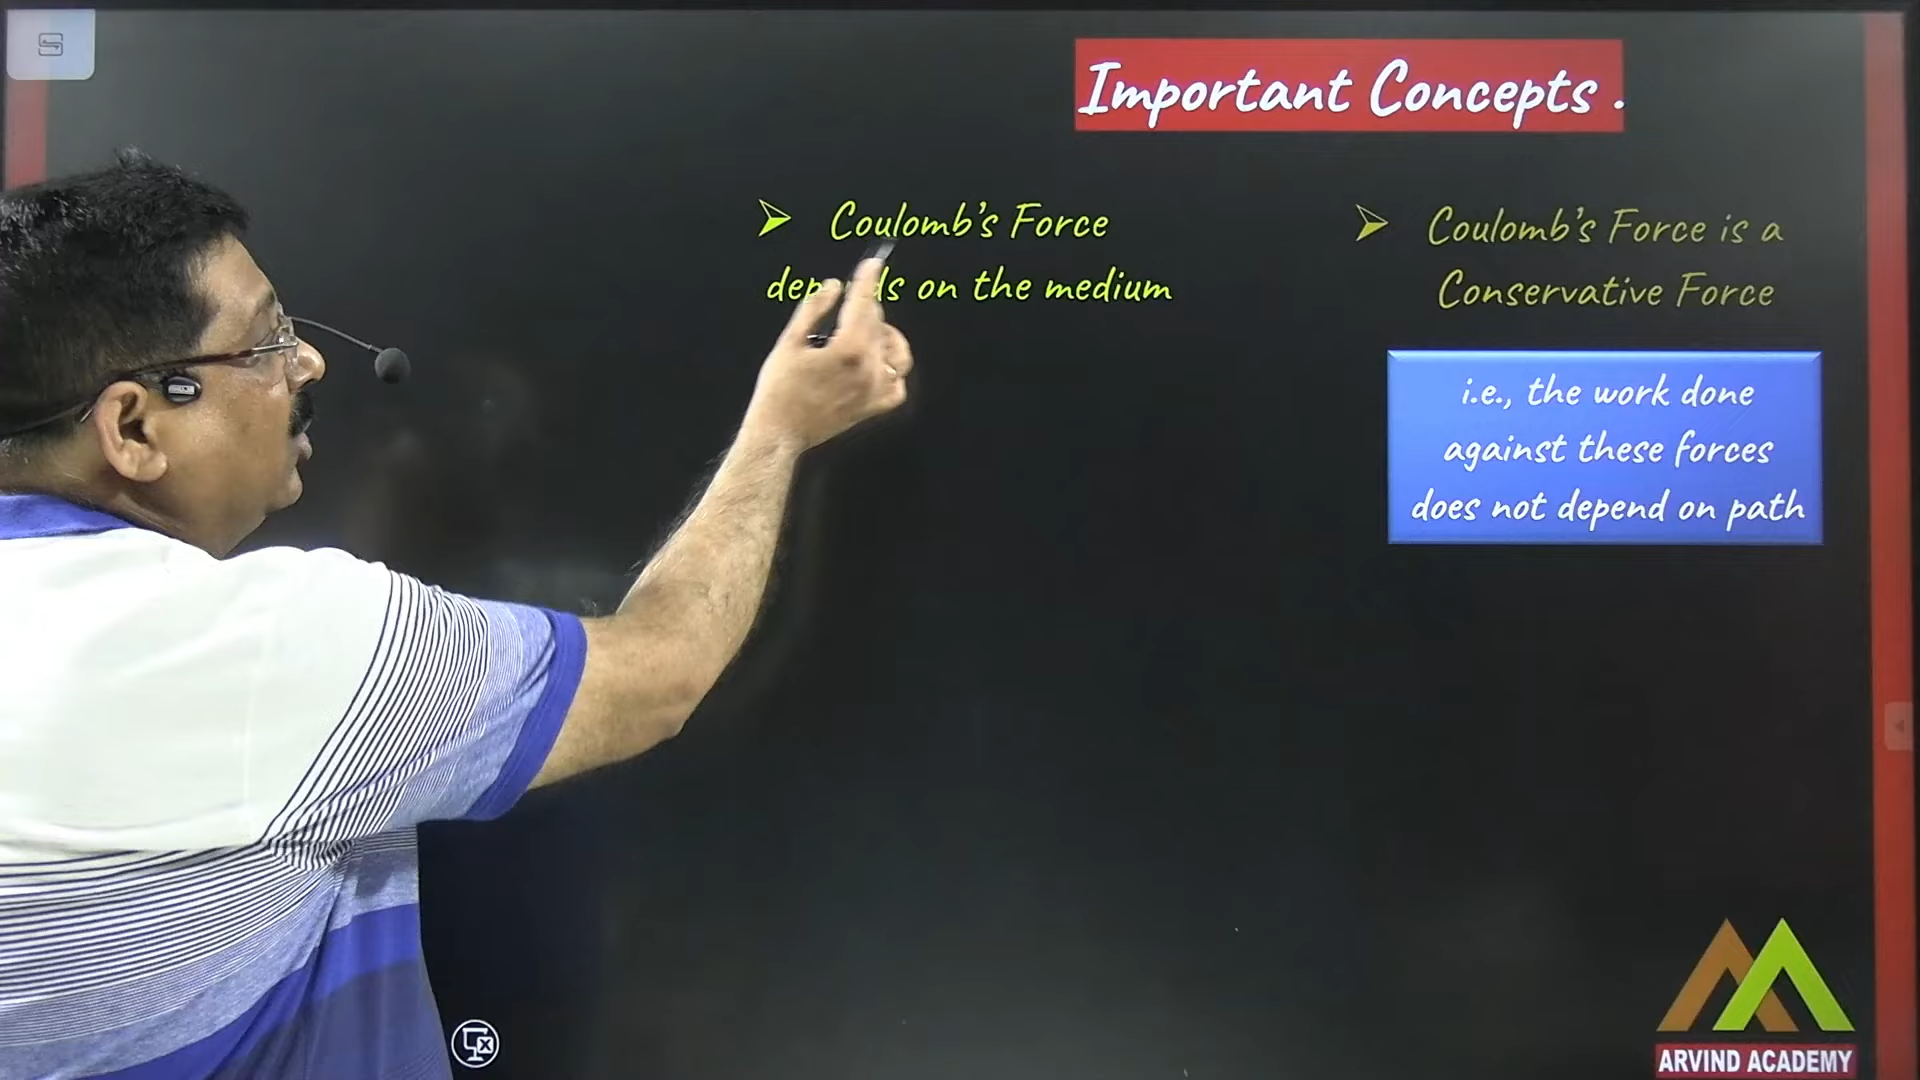 Important Concepts .
➢ Coulomb's Force
depends on the medium
➢ Coulomb's Force is a
Conservative Force
i.e., the work done
against these forces
does not depend on path
ARVIND ACADEMY